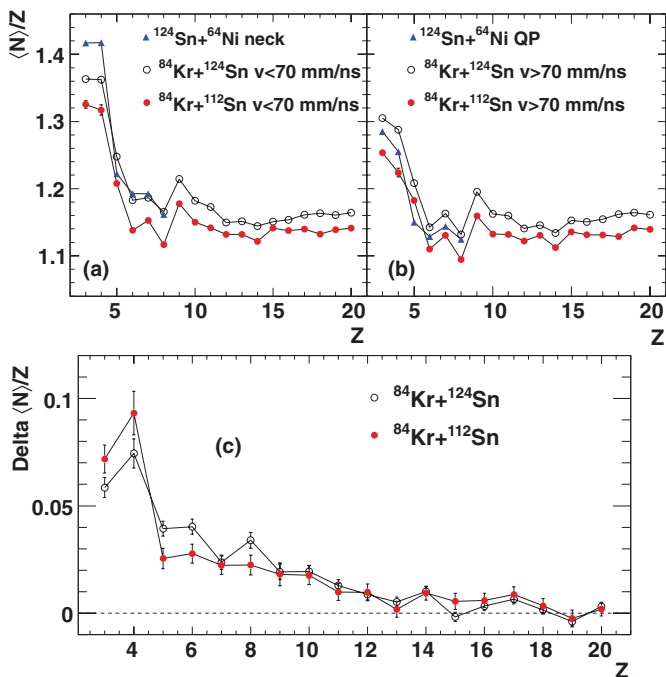 ⟨N⟩/Z
1.4
1.3
1.2
1.1
¹²⁴Sn+⁶⁴Ni neck
⁸⁴Kr+¹²⁴Sn v<70 mm/ns
⁸⁴Kr+¹¹²Sn v<70 mm/ns
(a)
5 10 15 20
Z
¹²⁴Sn+⁶⁴Ni QP
⁸⁴Kr+¹²⁴Sn v>70 mm/ns
⁸⁴Kr+¹¹²Sn v>70 mm/ns
(b)
5 10 15 20
Z
Delta ⟨N⟩/Z
0.1
0.05
0
⁸⁴Kr+¹²⁴Sn
⁸⁴Kr+¹¹²Sn
(c)
4 6 8 10 12 14 16 18 20
Z